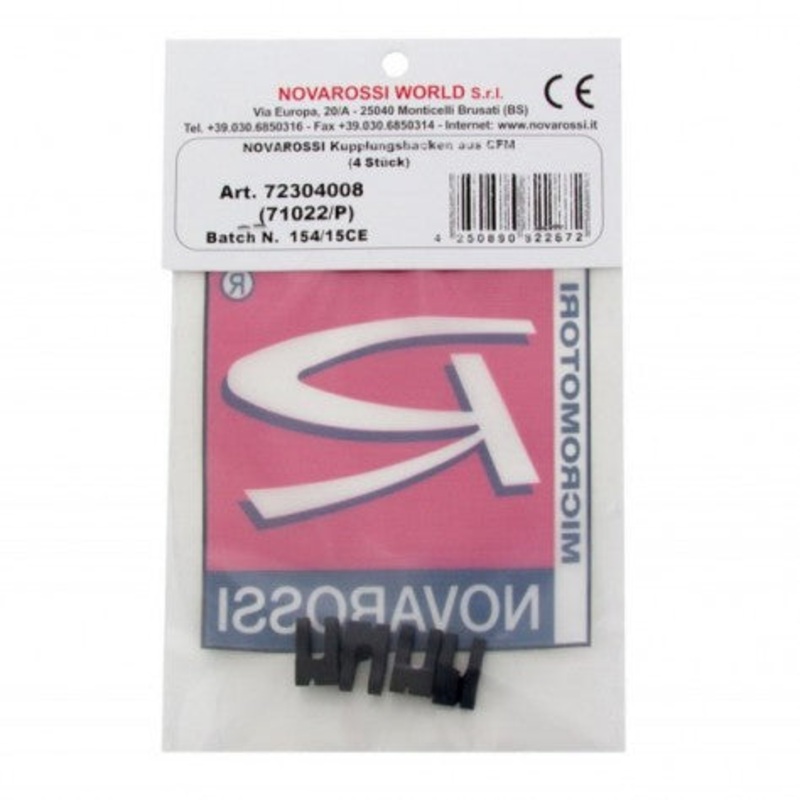 NOVAROSSI WORLD S.r.l.
CE
Via Europa, 20/A - 25040 Monticelli Brusati (BS)
Tel. +39.030.6850316 - Fax +39.030.6850314 - Internet: www.novarossi.it
NOVAROSSI Kupplungsbacken aus CFM
(4 Stück)
Art. 72304008
(71022/P)
Batch N. 154/15CE
4 250890 922672
®
MICROMOTORI
NOVAROSSI